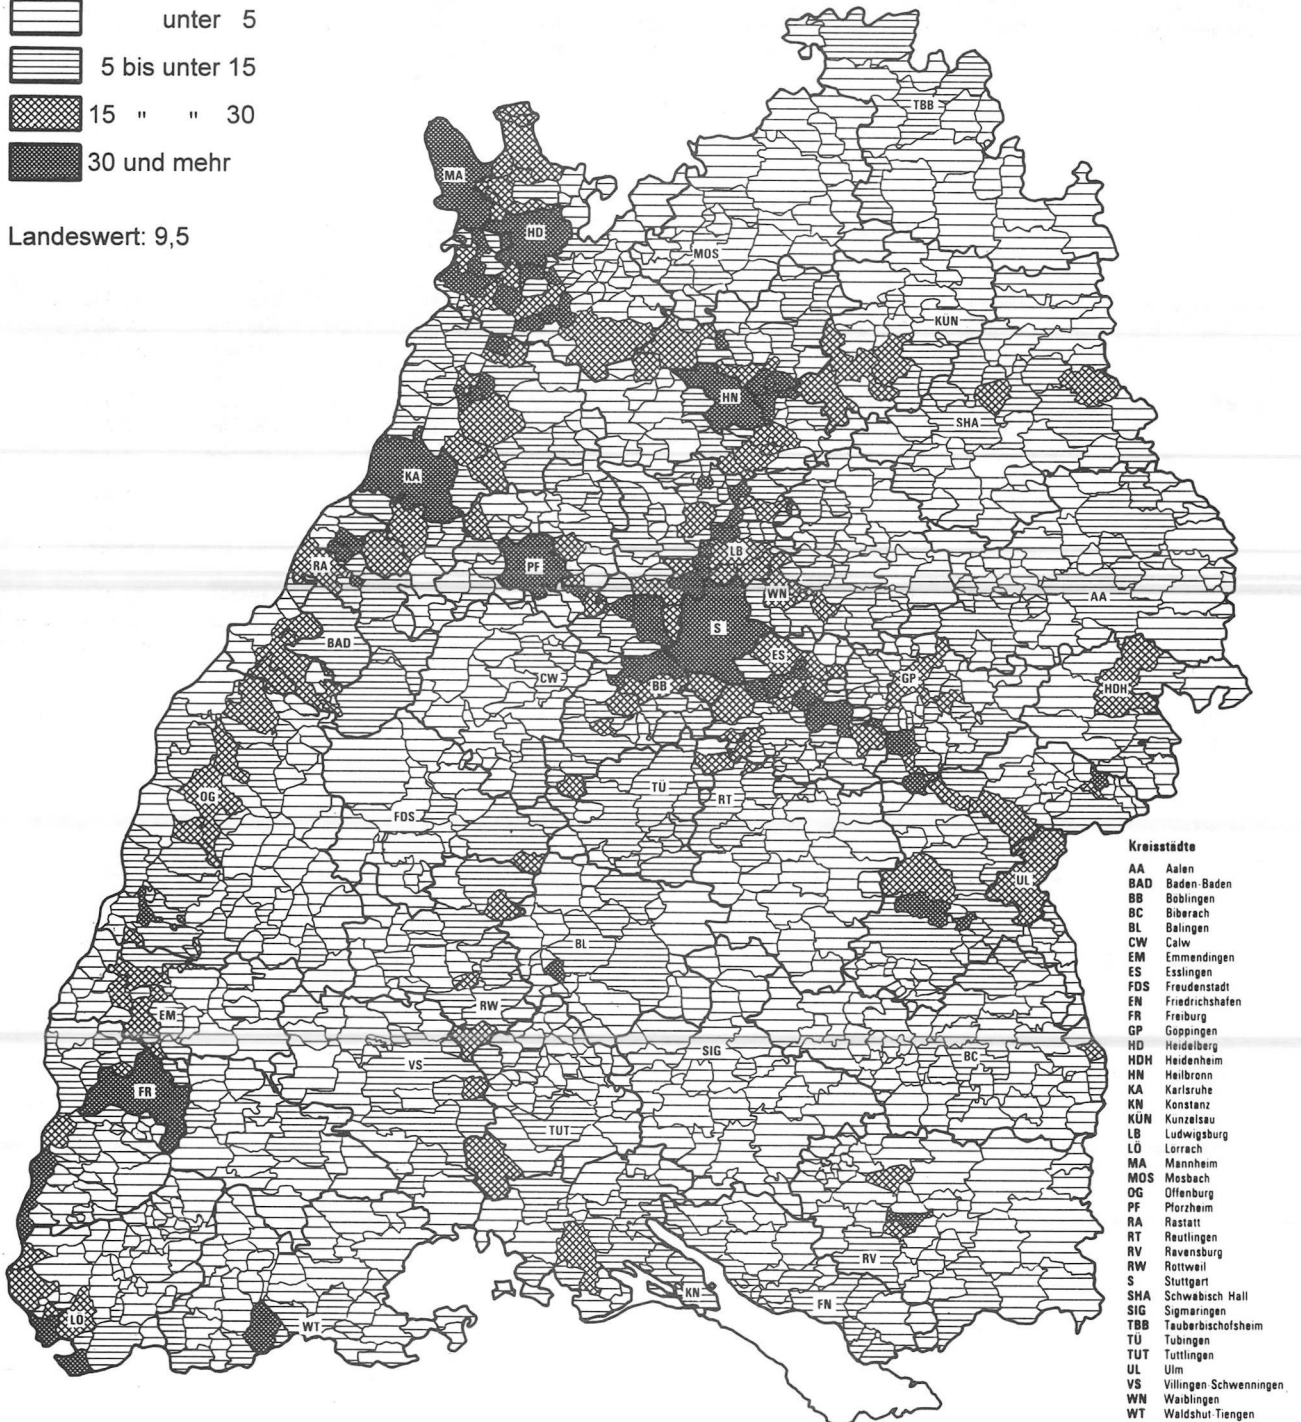 unter 5
5 bis unter 15
15 " " 30
30 und mehr
Landeswert: 9,5
TBB
MA
HD
MOS
KÜN
HN
SHA
KA
LB
RA
PF
WN
AA
S
BAD
ES
CW
BB
GP
HDH
TÜ
RT
OG
FDS
UL
BL
RW
EM
SIG
BC
VS
FR
TUT
RV
KN
FN
LÖ
WT
Kreisstädte
AA Aalen
BAD Baden-Baden
BB Boblingen
BC Biberach
BL Balingen
CW Calw
EM Emmendingen
ES Esslingen
FDS Freudenstadt
EN Friedrichshafen
FR Freiburg
GP Goppingen
HD Heidelberg
HDH Heidenheim
HN Heilbronn
KA Karlsruhe
KN Konstanz
KÜN Kunzelsau
LB Ludwigsburg
LÖ Lorrach
MA Mannheim
MOS Mosbach
OG Offenburg
PF Pforzheim
RA Rastatt
RT Reutlingen
RV Ravensburg
RW Rottweil
S Stuttgart
SHA Schwabisch Hall
SIG Sigmaringen
TBB Tauberbischofsheim
TÜ Tubingen
TUT Tuttlingen
UL Ulm
VS Villingen-Schwenningen
WN Waiblingen
WT Waldshut-Tiengen